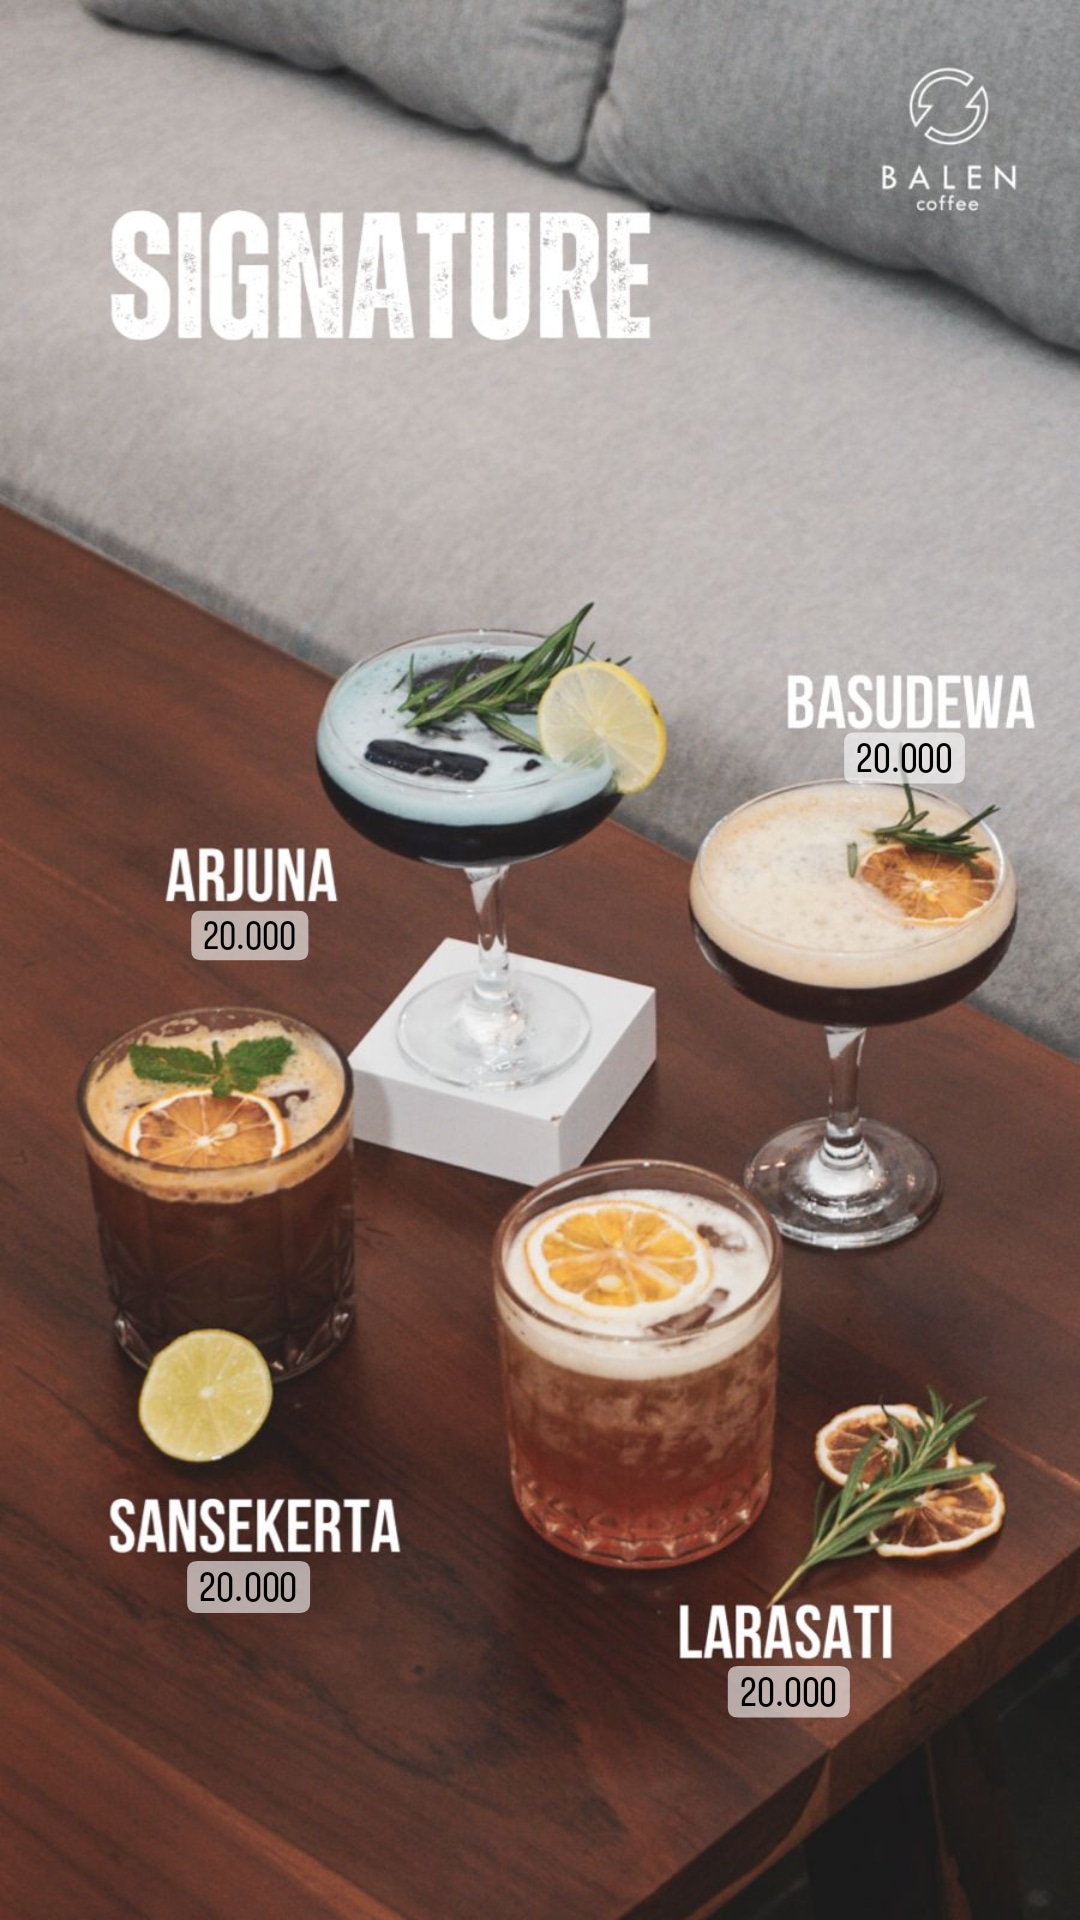 BALEN
coffee
SIGNATURE
BASUDEWA
20.000
ARJUNA
20.000
SANSEKERTA
20.000
LARASATI
20.000